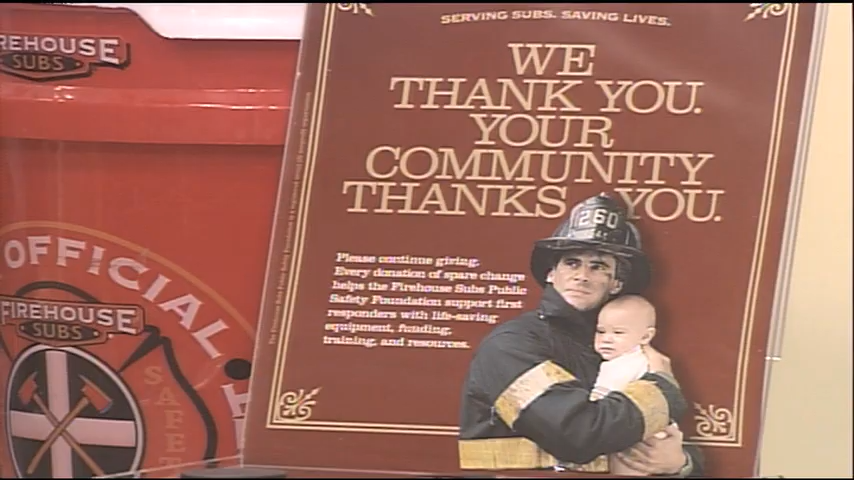 SERVING SUBS. SAVING LIVES.
WE
THANK YOU.
YOUR
COMMUNITY
THANKS YOU.
Please continue giving.
Every donation of spare change
helps the Firehouse Subs Public
Safety Foundation support first
responders with life-saving
equipment, funding,
training, and resources.
260
FIREHOUSE
SUBS
OFFICIAL
FIREHOUSE
SUBS
SAFE